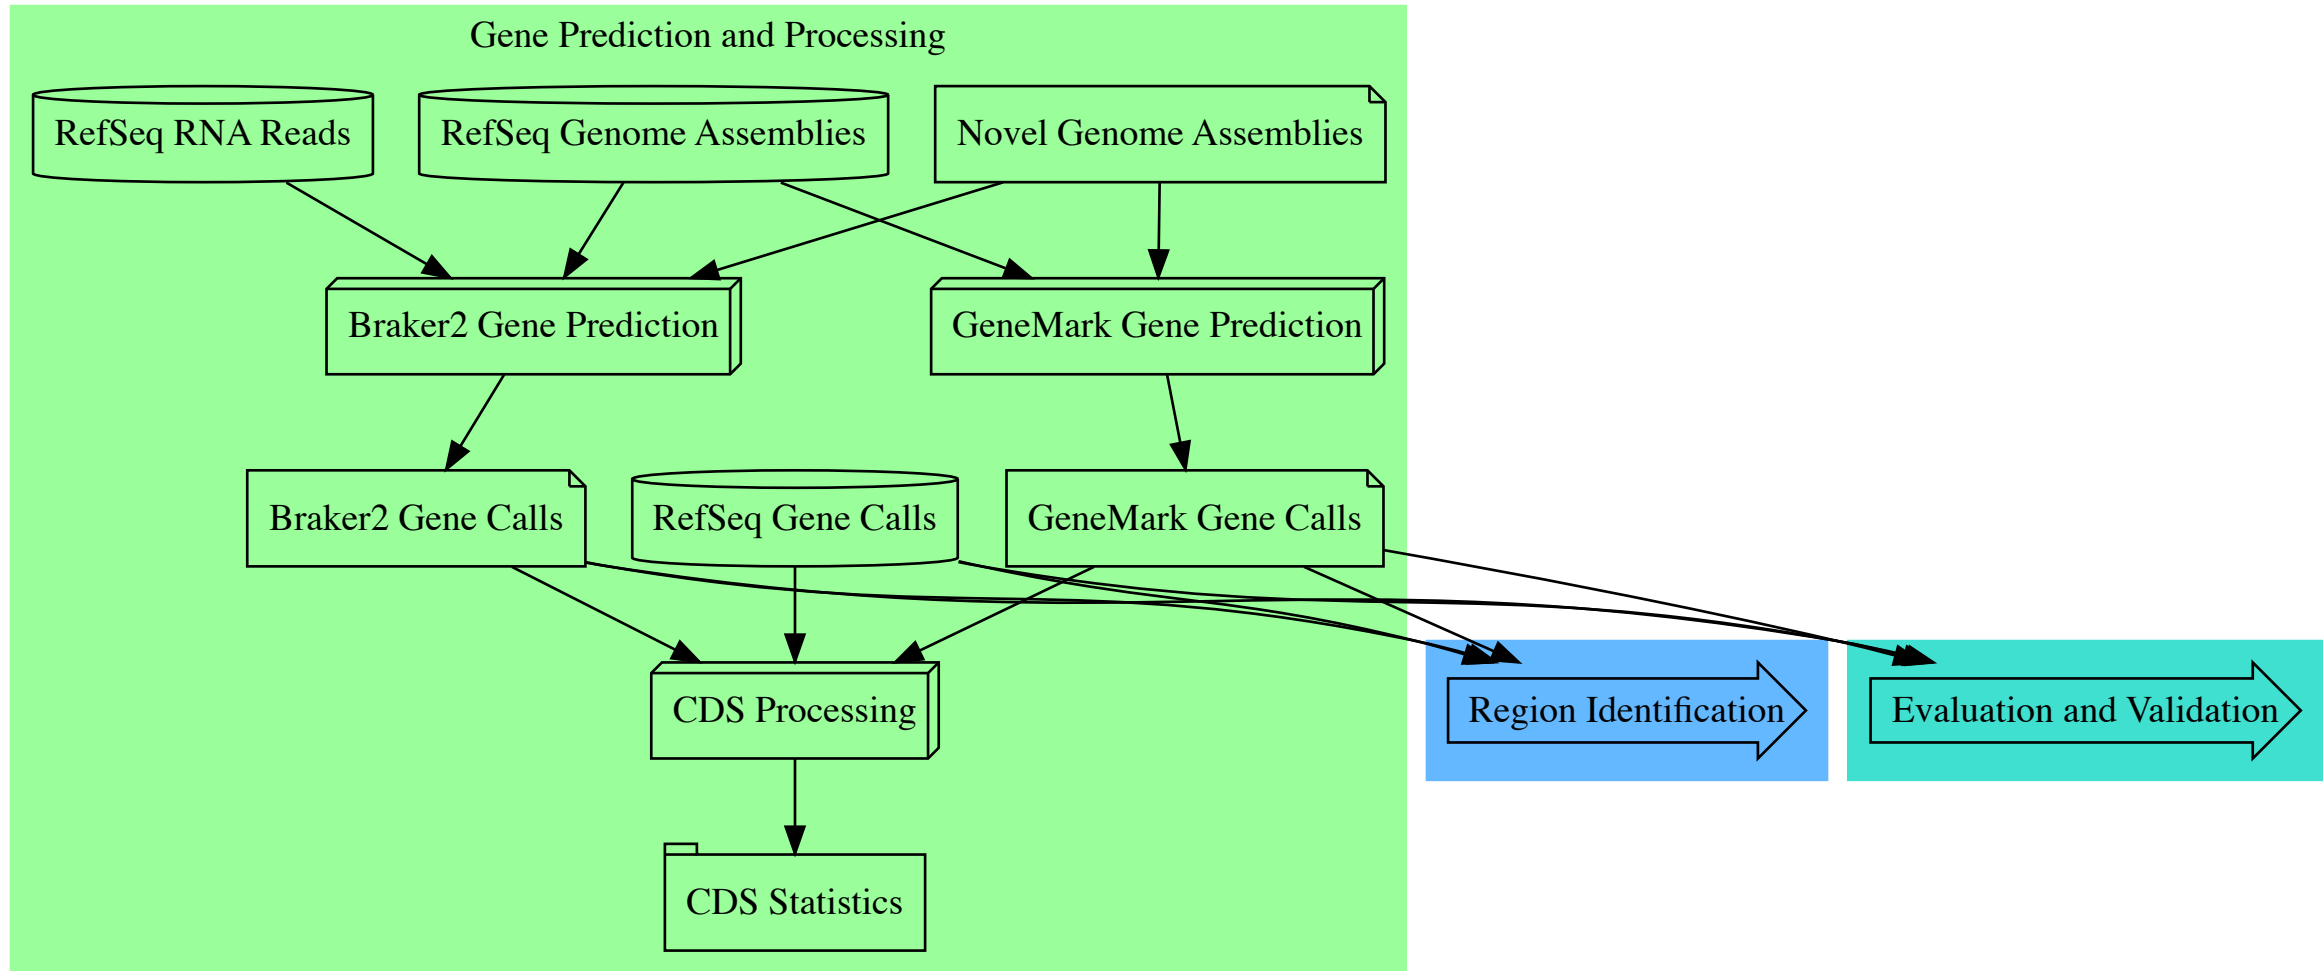 Gene Prediction and Processing
RefSeq RNA Reads
RefSeq Genome Assemblies
Novel Genome Assemblies
Braker2 Gene Prediction
GeneMark Gene Prediction
Braker2 Gene Calls
RefSeq Gene Calls
GeneMark Gene Calls
CDS Processing
Region Identification
Evaluation and Validation
CDS Statistics